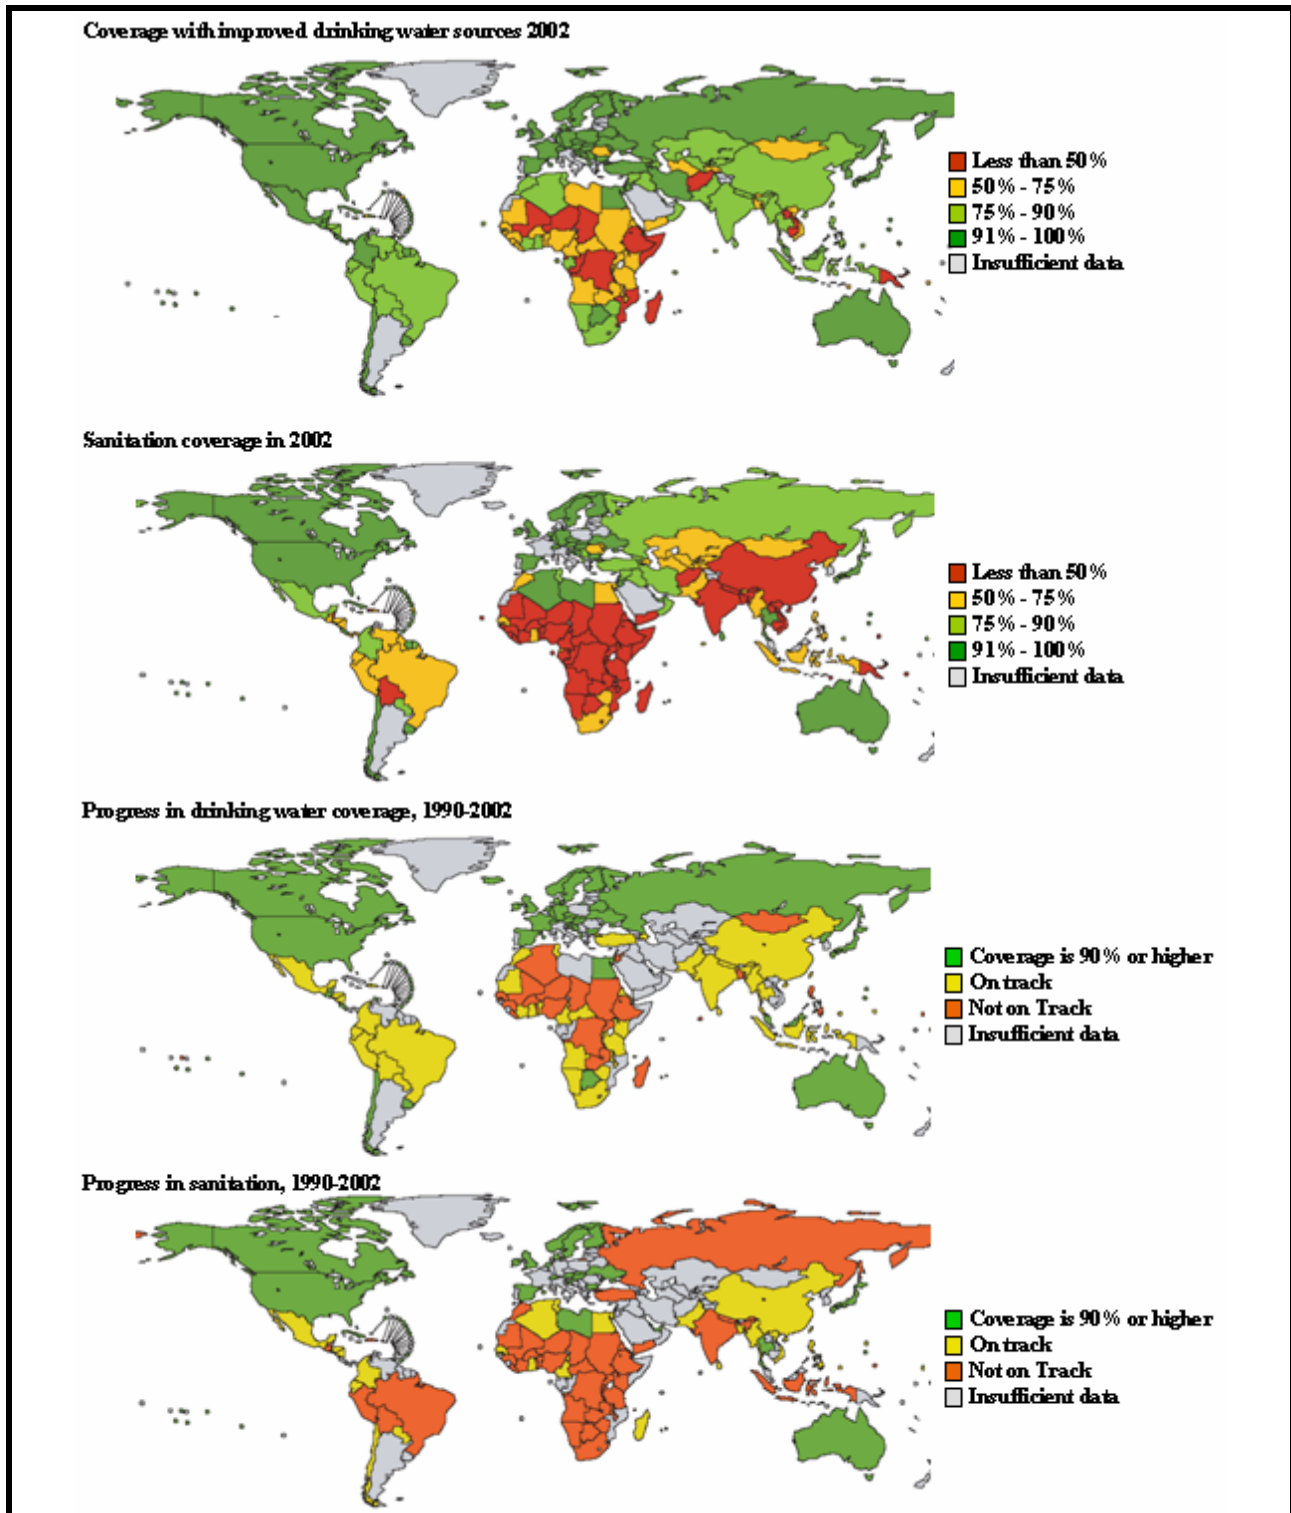 Coverage with improved drinking water sources 2002
Less than 50%
50% - 75%
75% - 90%
91% - 100%
Insufficient data
Sanitation coverage in 2002
Less than 50%
50% - 75%
75% - 90%
91% - 100%
Insufficient data
Progress in drinking water coverage, 1990-2002
Coverage is 90% or higher
On track
Not on Track
Insufficient data
Progress in sanitation, 1990-2002
Coverage is 90% or higher
On track
Not on Track
Insufficient data